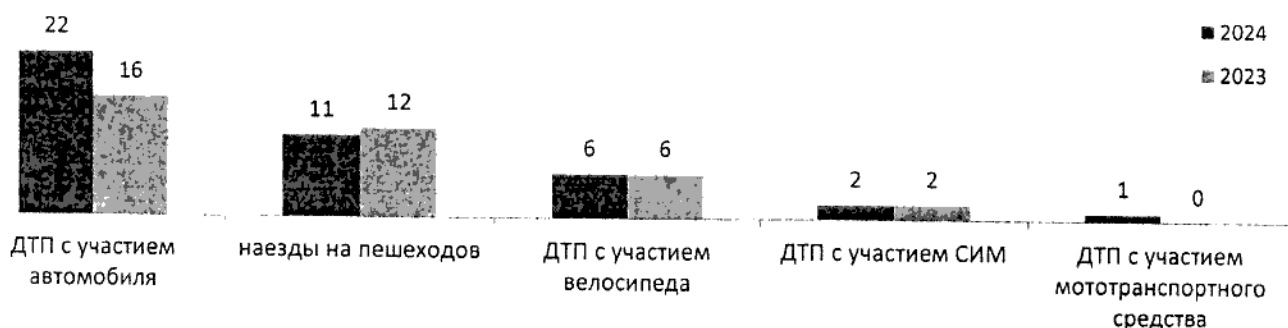 22
16
11
12
6
6
2
2
1
0
■ 2024
■ 2023
ДТП с участием
автомобиля
наезды на пешеходов
ДТП с участием
велосипеда
ДТП с участием СИМ
ДТП с участием
мототранспортного
средства